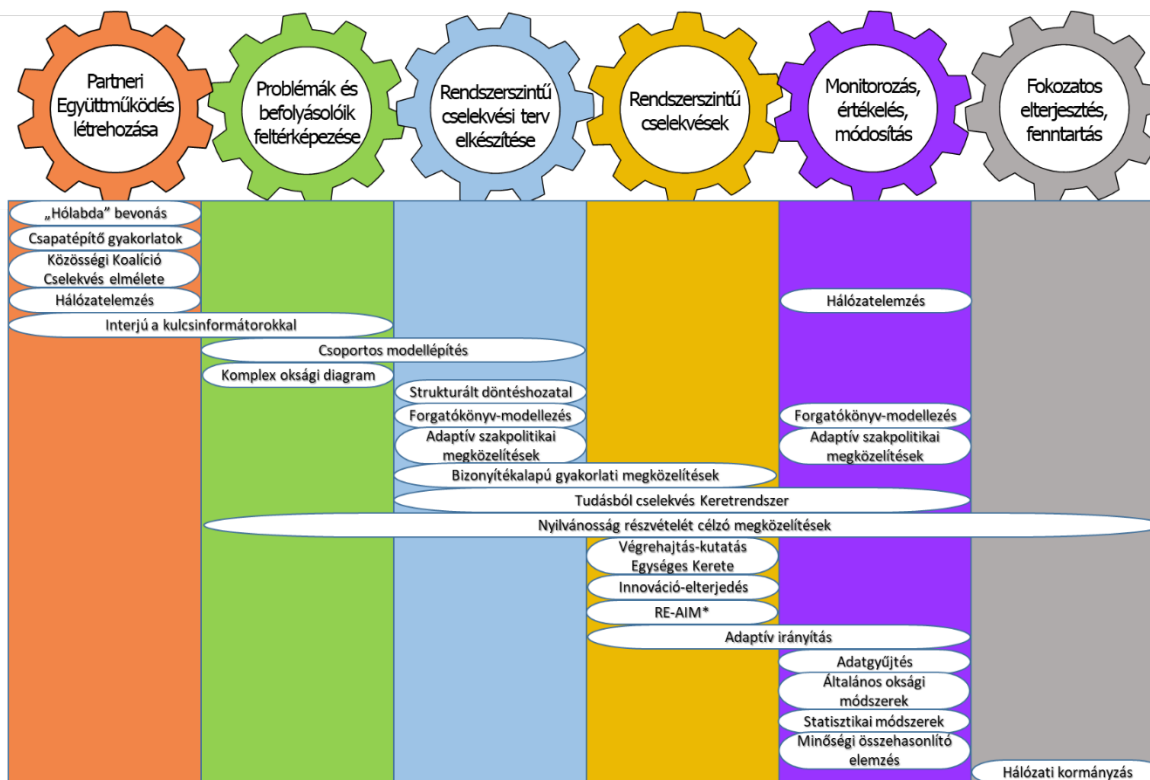 Partneri
Együttműködés
létrehozása
Problémák és
befolyásolóik
feltérképezése
Rendszerszintű
cselekvési terv
elkészítése
Rendszerszintű
cselekvések
Monitorozás,
értékelés,
módosítás
Fokozatos
elterjesztés,
fenntartás
„Hólabda” bevonás
Csapatépítő gyakorlatok
Közösségi Koalíció
Cselekvés elmélete
Hálózatelemzés
Hálózatelemzés
Interjú a kulcsinformátorokkal
Csoportos modellépítés
Komplex oksági diagram
Strukturált döntéshozatal
Forgatókönyv-modellezés
Forgatókönyv-modellezés
Adaptív szakpolitikai
megközelítések
Adaptív szakpolitikai
megközelítések
Bizonyítékalapú gyakorlati megközelítések
Tudásból cselekvés Keretrendszer
Nyilvánosság részvételét célzó megközelítések
Végrehajtás-kutatás
Egységes Kerete
Innováció-elterjedés
RE-AIM*
Adaptív irányítás
Adatgyűjtés
Általános oksági
módszerek
Statisztikai módszerek
Minőségi összehasonlító
elemzés
Hálózati kormányzás